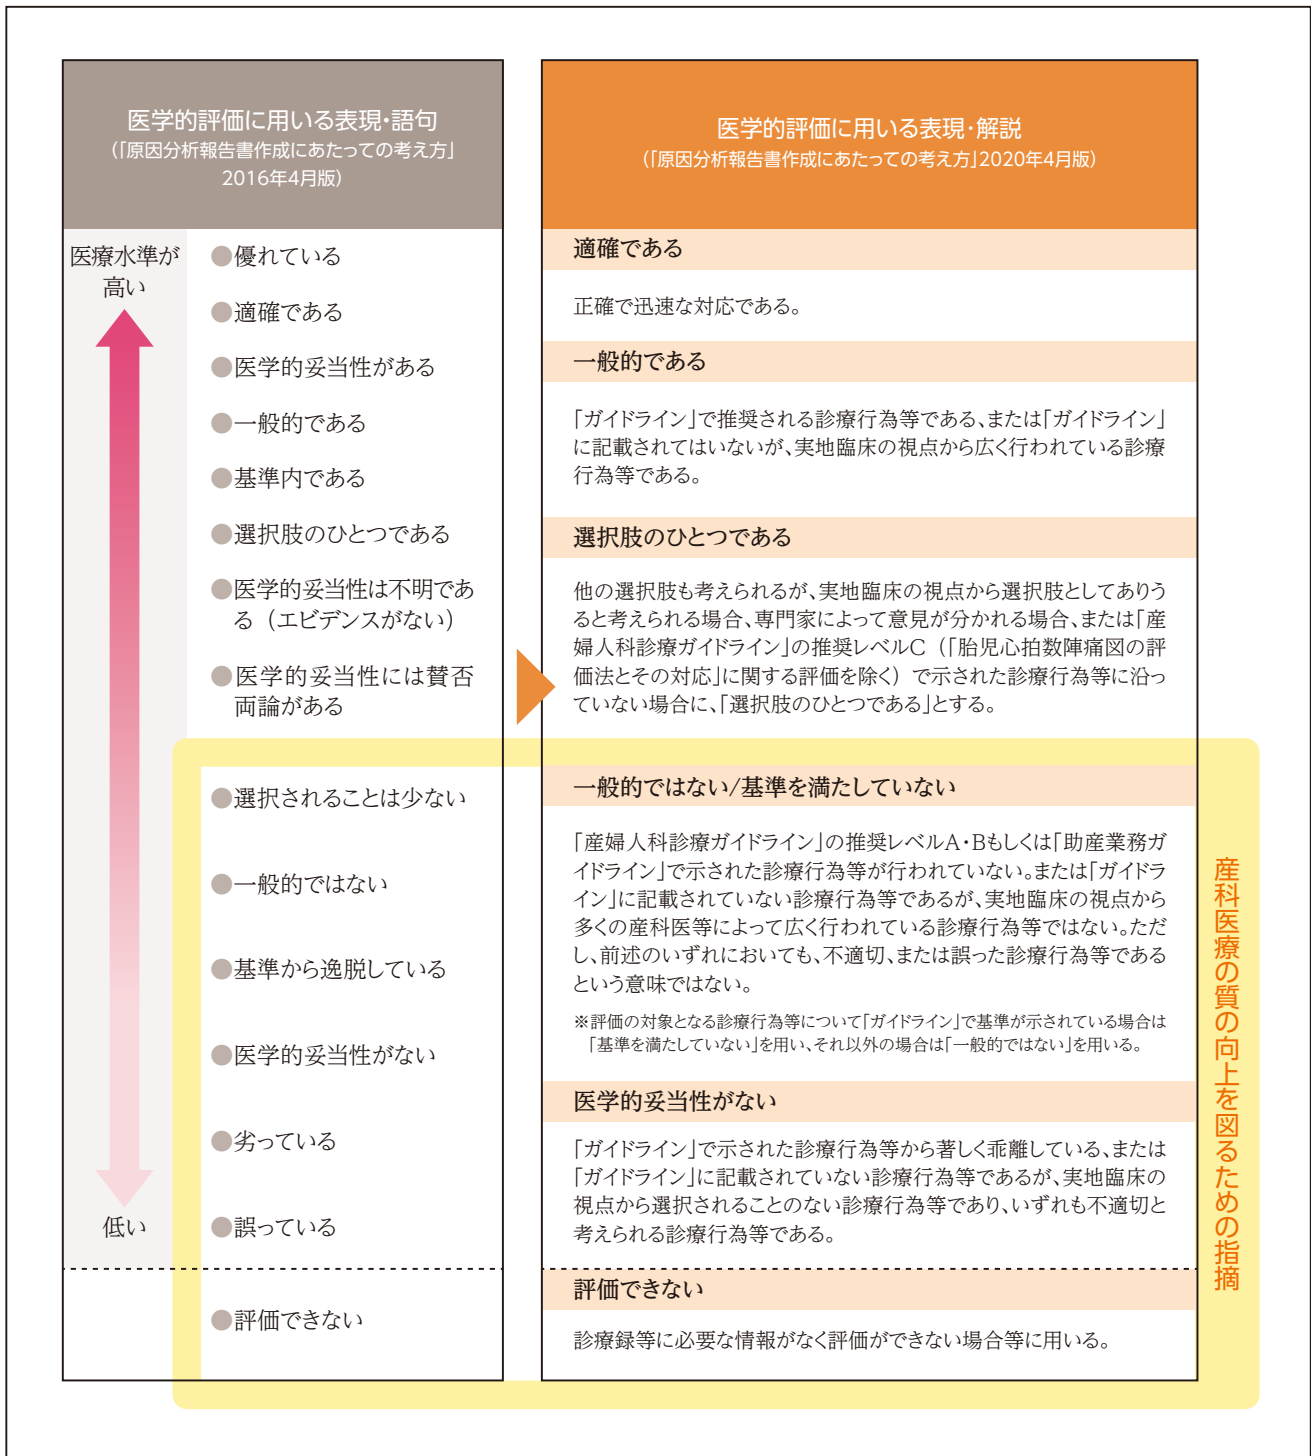 医学的評価に用いる表現・語句
（「原因分析報告書作成にあたっての考え方」
2016年4月版）
医療水準が
高い
低い
●優れている
●適確である
●医学的妥当性がある
●一般的である
●基準内である
●選択肢のひとつである
●医学的妥当性は不明であ
る（エビデンスがない）
●医学的妥当性には賛否
両論がある
●選択されることは少ない
●一般的ではない
●基準から逸脱している
●医学的妥当性がない
●劣っている
●誤っている
●評価できない
医学的評価に用いる表現・解説
（「原因分析報告書作成にあたっての考え方」2020年4月版）
適確である
正確で迅速な対応である。
一般的である
「ガイドライン」で推奨される診療行為等である、または「ガイドライン」
に記載されてはいないが、実地臨床の視点から広く行われている診療
行為等である。
選択肢のひとつである
他の選択肢も考えられるが、実地臨床の視点から選択肢としてありう
ると考えられる場合、専門家によって意見が分かれる場合、または「産
婦人科診療ガイドライン」の推奨レベルC（「胎児心拍数陣痛図の評
価法とその対応」に関する評価を除く）で示された診療行為等に沿っ
ていない場合に、「選択肢のひとつである」とする。
一般的ではない/基準を満たしていない
「産婦人科診療ガイドライン」の推奨レベルA・Bもしくは「助産業務ガ
イドライン」で示された診療行為等が行われていない。または「ガイドラ
イン」に記載されていない診療行為等であるが、実地臨床の視点から
多くの産科医等によって広く行われている診療行為等ではない。ただ
し、前述のいずれにおいても、不適切、または誤った診療行為等である
という意味ではない。
※評価の対象となる診療行為等について「ガイドライン」で基準が示されている場合は
「基準を満たしていない」を用い、それ以外の場合は「一般的ではない」を用いる。
医学的妥当性がない
「ガイドライン」で示された診療行為等から著しく乖離している、または
「ガイドライン」に記載されていない診療行為等であるが、実地臨床の
視点から選択されることのない診療行為等であり、いずれも不適切と
考えられる診療行為等である。
評価できない
診療録等に必要な情報がなく評価ができない場合等に用いる。
産科医療の質の向上を図るための指摘